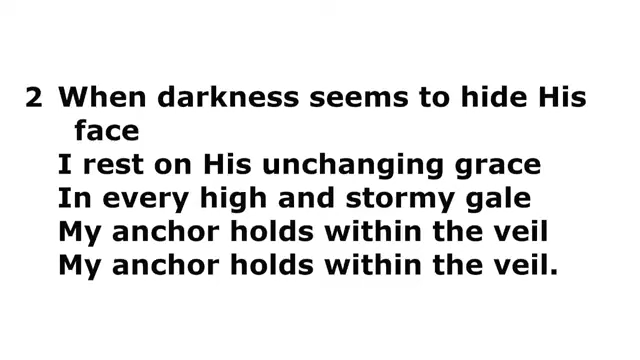 2 When darkness seems to hide His
face
I rest on His unchanging grace
In every high and stormy gale
My anchor holds within the veil
My anchor holds within the veil.